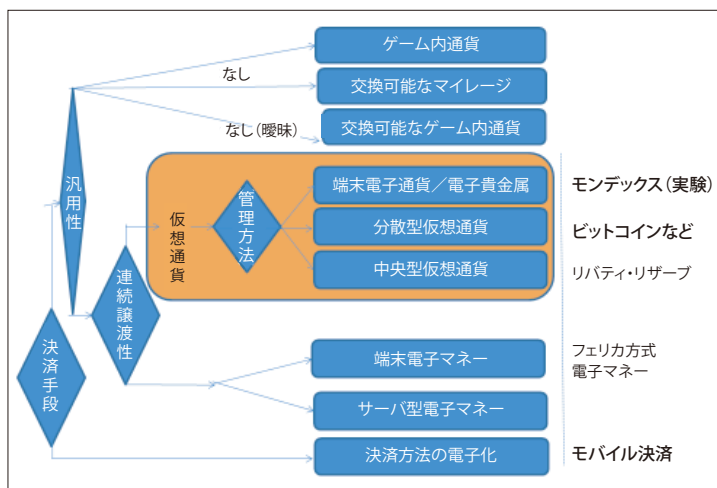 ゲーム内通貨
なし
交換可能なマイレージ
なし(曖昧)
交換可能なゲーム内通貨
汎用性
仮想通貨
管理方法
端末電子通貨／電子貴金属
モンデックス(実験)
分散型仮想通貨
ビットコインなど
中央型仮想通貨
リバティ・リザーブ
連続譲渡性
決済手段
端末電子マネー
フェリカ方式
電子マネー
サーバ型電子マネー
決済方法の電子化
モバイル決済